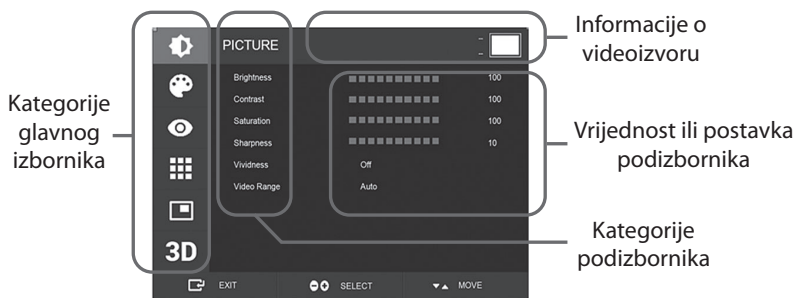 Informacije o
videoizvoru
PICTURE
Brightness 100
Contrast 100
Saturation 100
Sharpness 10
Vividness Off
Video Range Auto
3D
EXIT SELECT MOVE
Kategorije
glavnog
izbornika
Vrijednost ili postavka
podizbornika
Kategorije
podizbornika